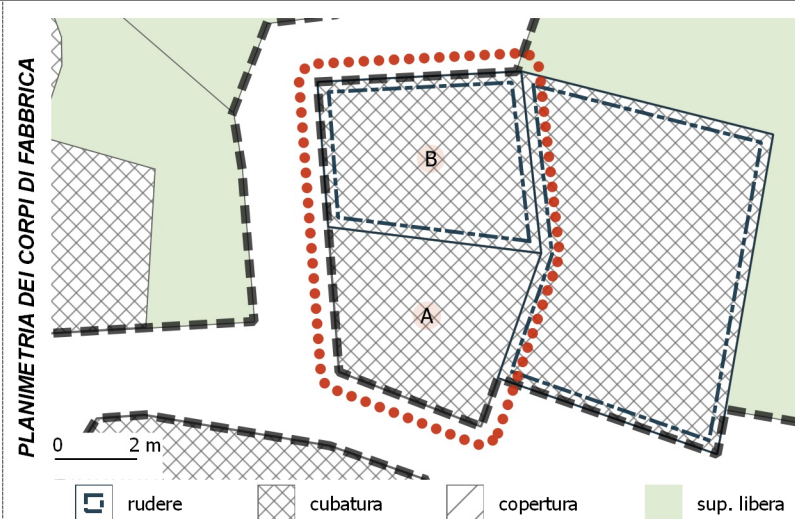 PLANIMETRIA DEI CORPI DI FABBRICA
B
A
0 2 m
rudere cubatura copertura sup. libera